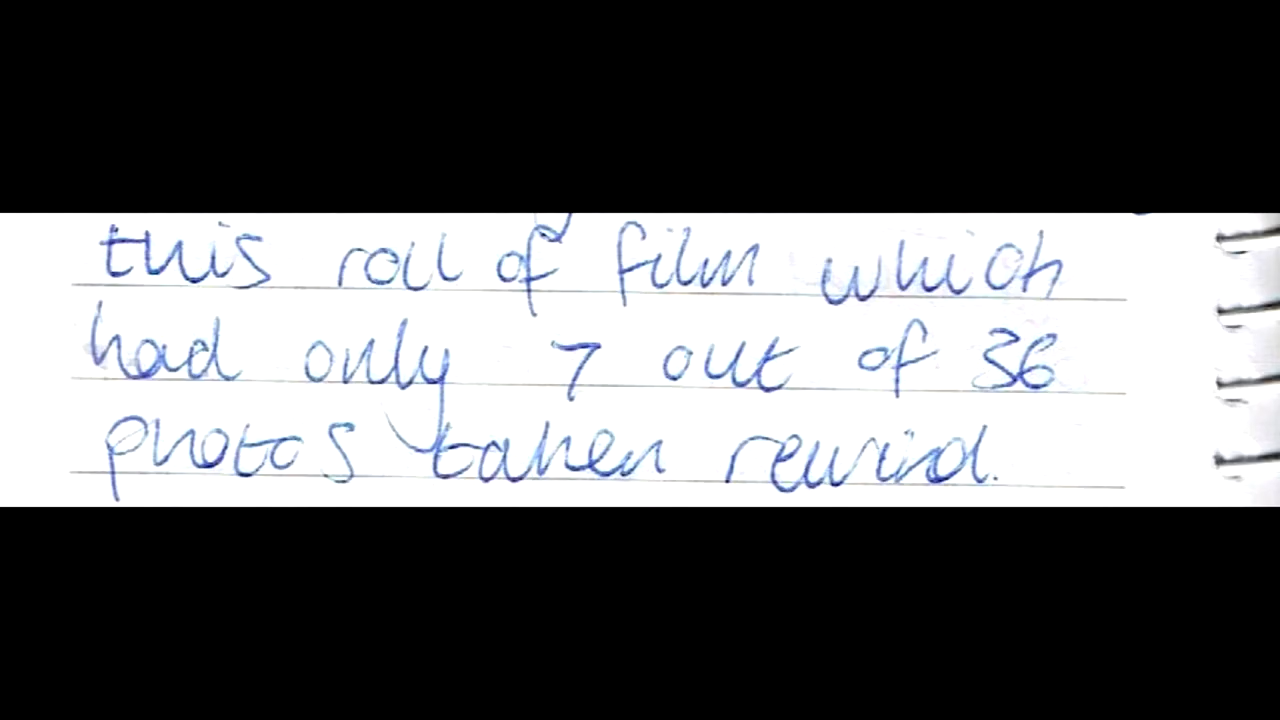 this roll of film which
had only 7 out of 36
photos taken rewind.